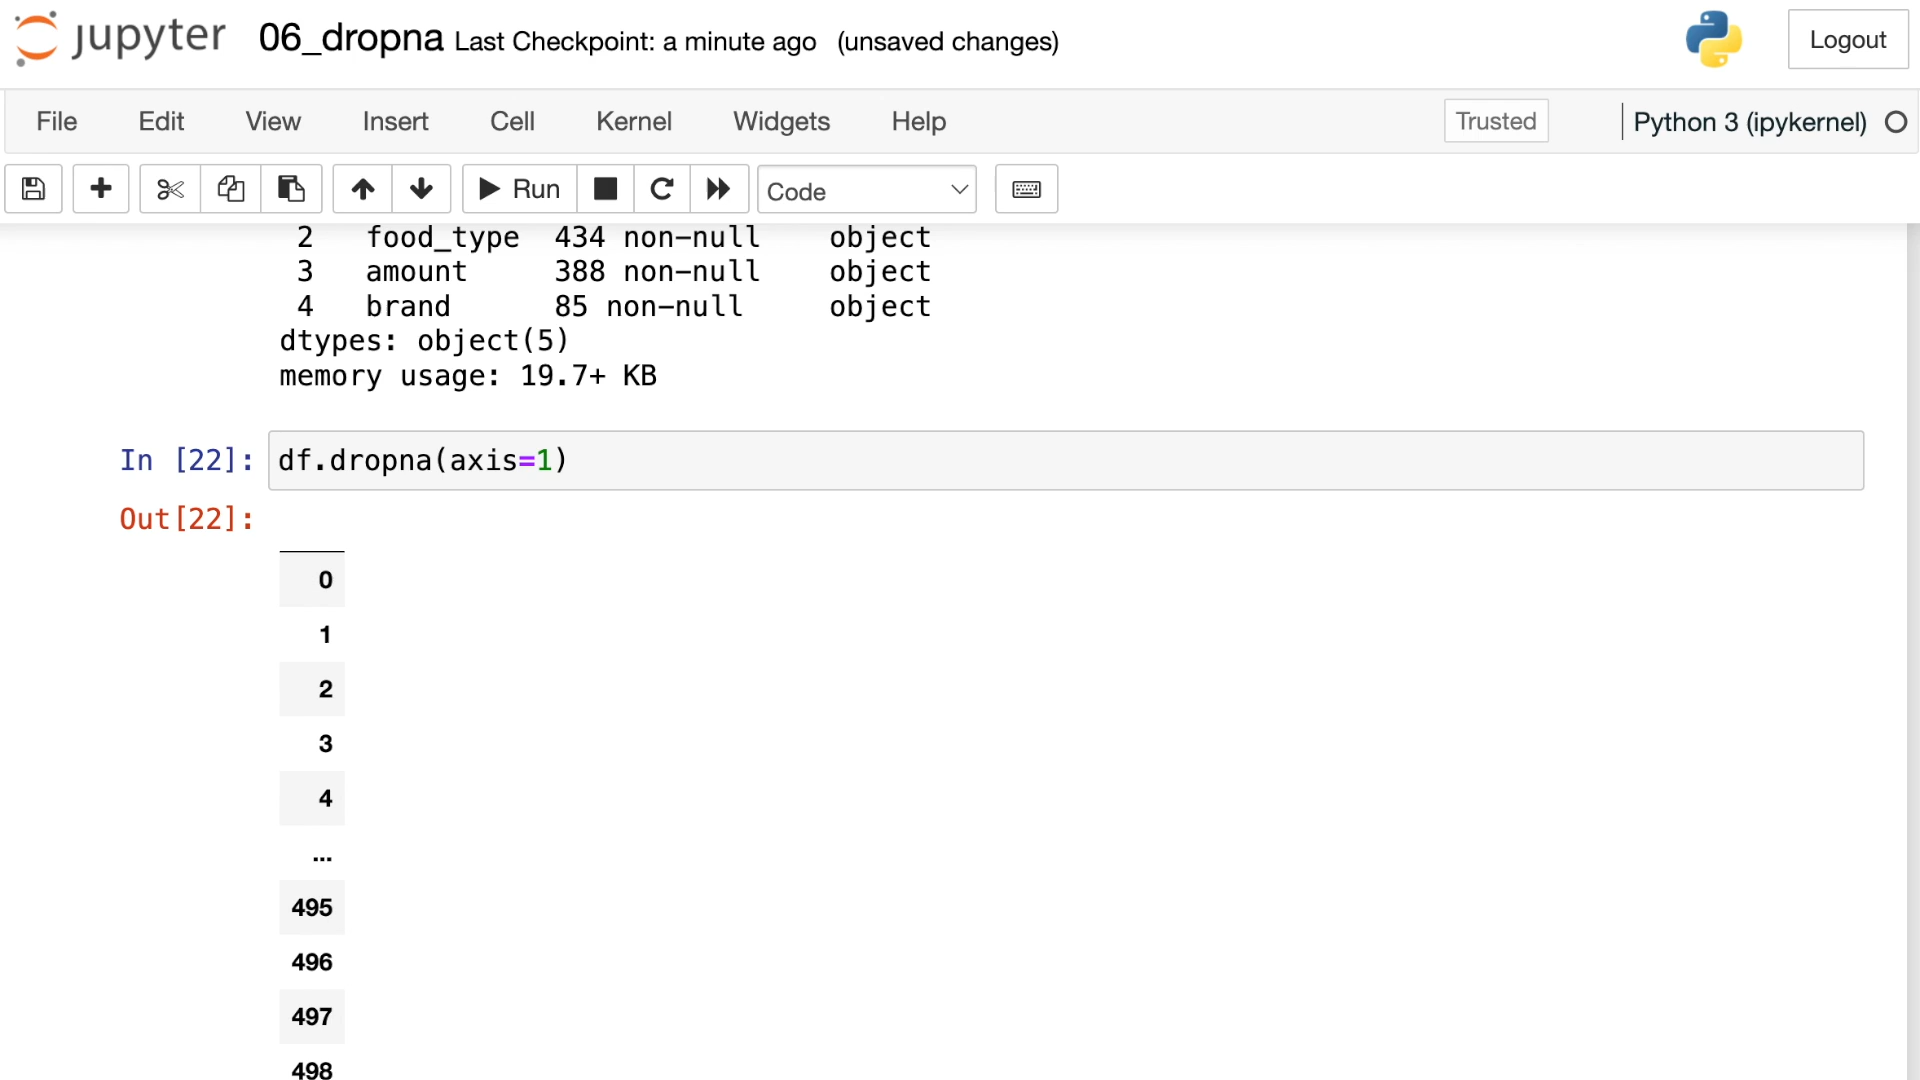 jupyter 06_dropna Last Checkpoint: a minute ago (unsaved changes) Logout
File Edit View Insert Cell Kernel Widgets Help Trusted Python 3 (ipykernel)
Run Code
2 food_type 434 non-null object
3 amount 388 non-null object
4 brand 85 non-null object
dtypes: object(5)
memory usage: 19.7+ KB
In [22]: df.dropna(axis=1)
Out[22]:
0
1
2
3
4
...
495
496
497
498